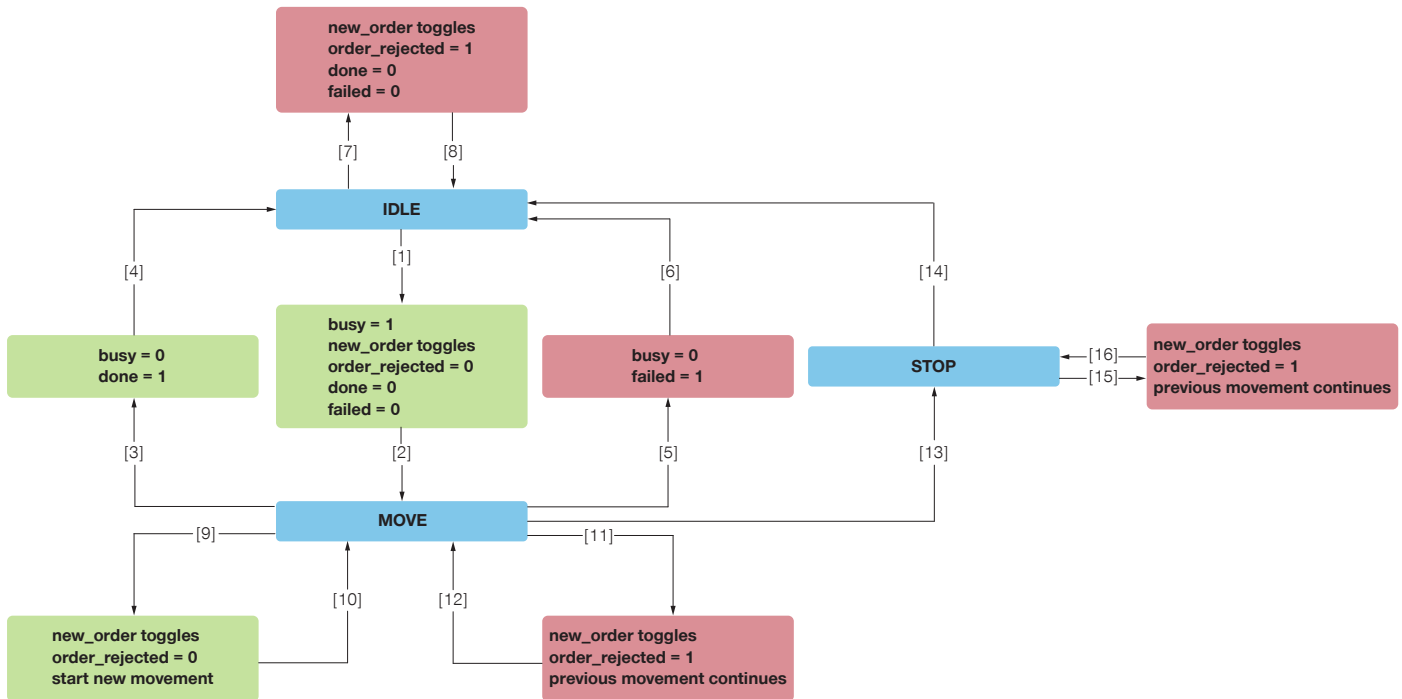 new_order toggles
order_rejected = 1
done = 0
failed = 0
[7]
[8]
IDLE
[1]
[4]
[6]
[14]
busy = 1
new_order toggles
order_rejected = 0
done = 0
failed = 0
busy = 0
done = 1
busy = 0
failed = 1
STOP
[16]
[15]
new_order toggles
order_rejected = 1
previous movement continues
[3]
[2]
[5]
[13]
MOVE
[9]
[11]
[10]
[12]
new_order toggles
order_rejected = 0
start new movement
new_order toggles
order_rejected = 1
previous movement continues